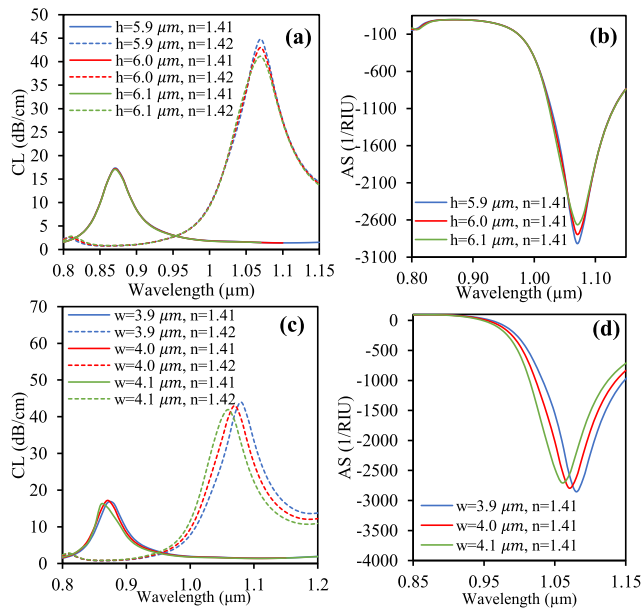 (a)
h=5.9 μm, n=1.41
h=5.9 μm, n=1.42
h=6.0 μm, n=1.41
h=6.0 μm, n=1.42
h=6.1 μm, n=1.41
h=6.1 μm, n=1.42
50
45
40
35
30
25
20
15
10
5
0
CL (dB/cm)
0.8 0.85 0.9 0.95 1 1.05 1.1 1.15
Wavelength (µm)
(b)
-100
-600
-1100
-1600
-2100
-2600
-3100
AS (1/RIU)
h=5.9 μm, n=1.41
h=6.0 μm, n=1.41
h=6.1 μm, n=1.41
0.80 0.90 1.00 1.10
Wavelength (µm)
(c)
w=3.9 μm, n=1.41
w=3.9 μm, n=1.42
w=4.0 μm, n=1.41
w=4.0 μm, n=1.42
w=4.1 μm, n=1.41
w=4.1 μm, n=1.42
70
60
50
40
30
20
10
0
CL (dB/cm)
0.8 0.9 1.0 1.1 1.2
Wavelength (µm)
(d)
0
-500
-1000
-1500
-2000
-2500
-3000
-3500
-4000
AS (1/RIU)
w=3.9 μm, n=1.41
w=4.0 μm, n=1.41
w=4.1 μm, n=1.41
0.85 0.95 1.05 1.15
Wavelength (µm)